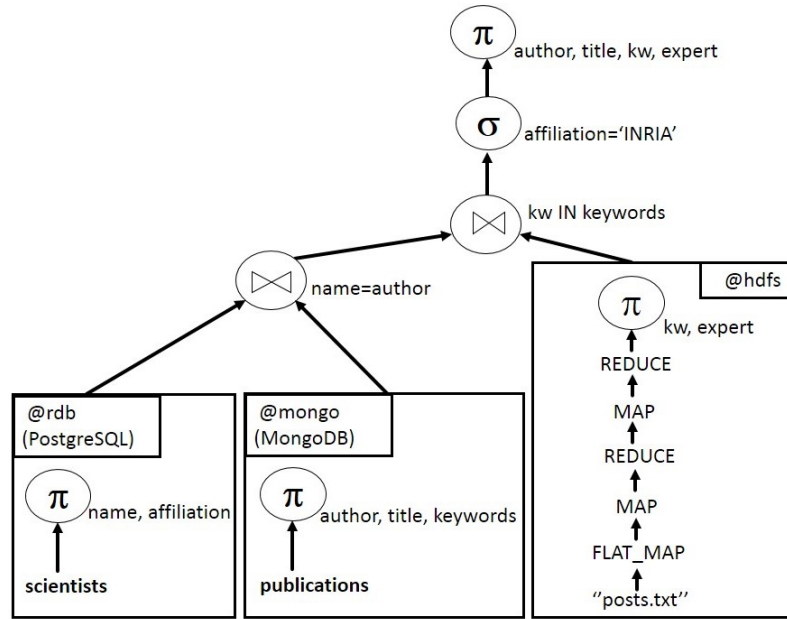 π
author, title, kw, expert
σ
affiliation=‘INRIA’
kw IN keywords
name=author
@hdfs
π
kw, expert
REDUCE
MAP
REDUCE
MAP
FLAT_MAP
‘‘posts.txt’’
@rdb
(PostgreSQL)
π
name, affiliation
scientists
@mongo
(MongoDB)
π
author, title, keywords
publications